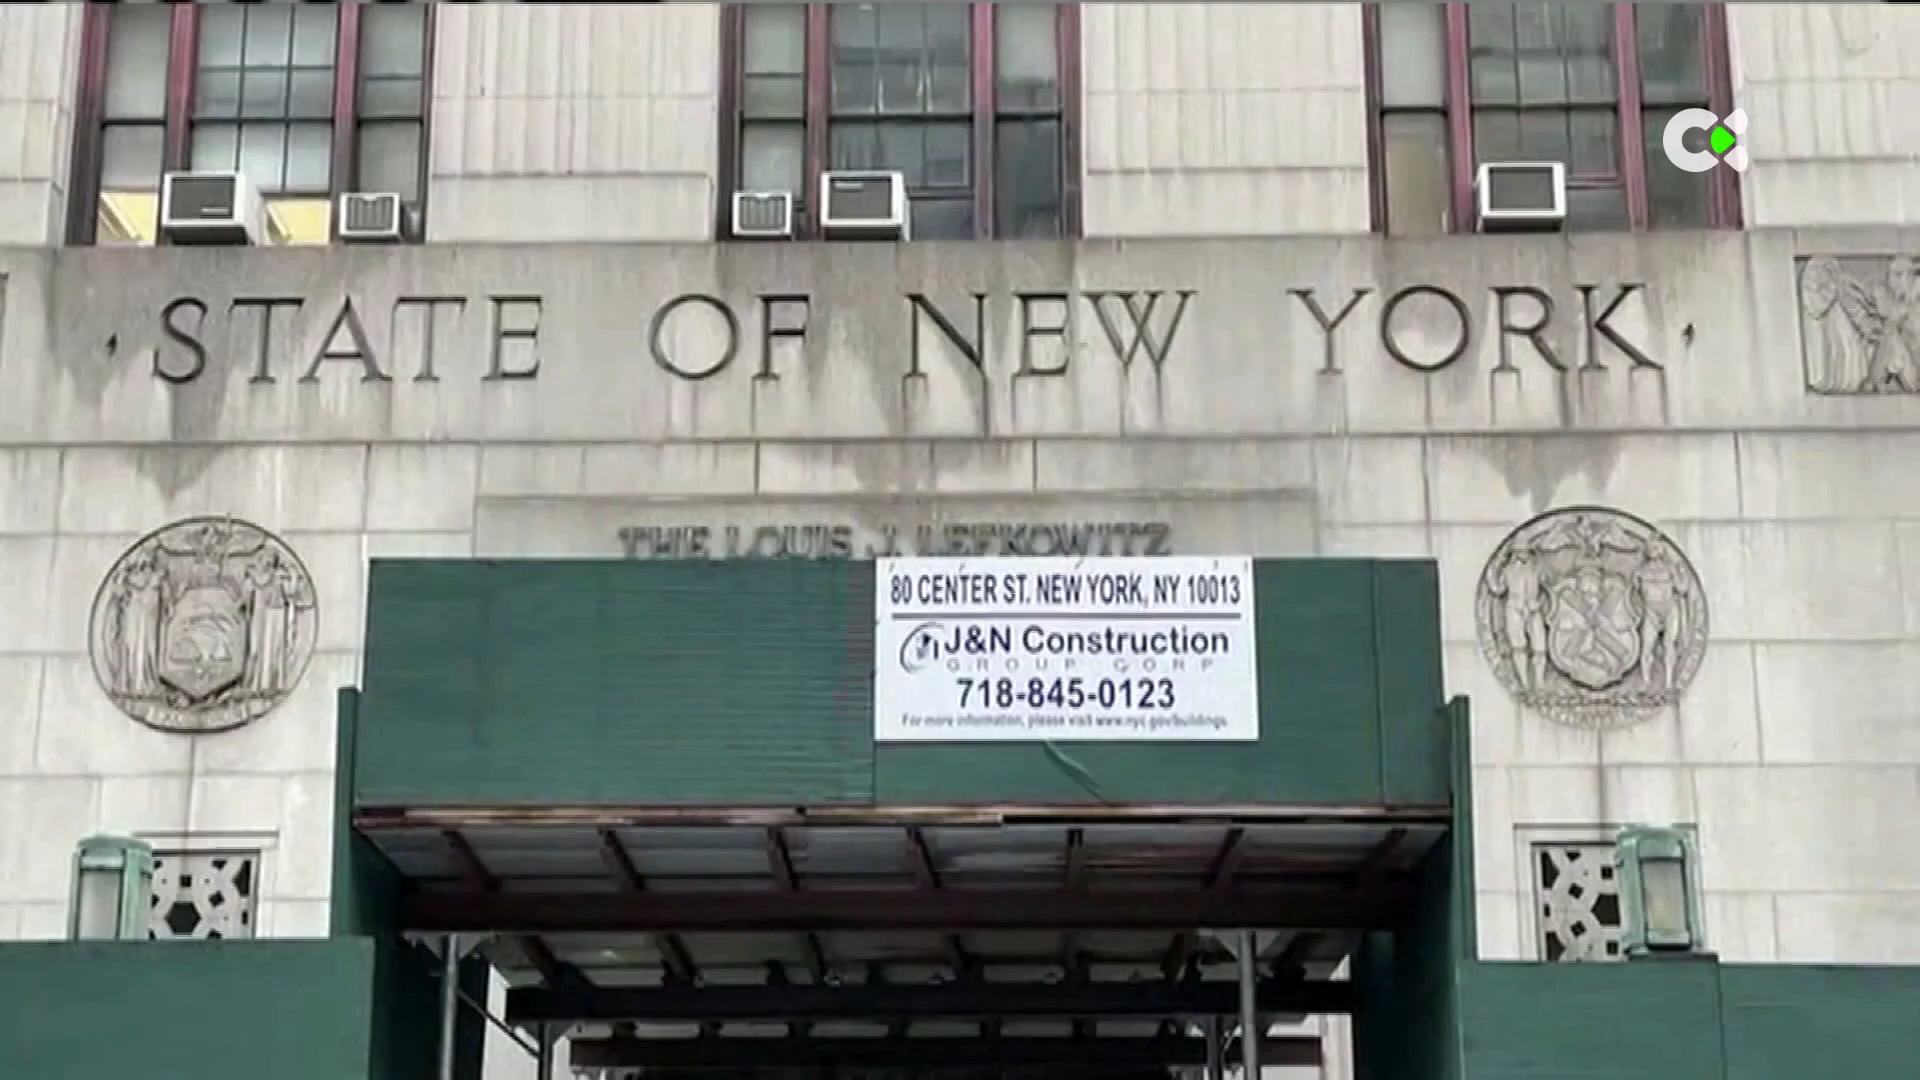 STATE OF NEW YORK
THE LOUIS J. LEFKOWITZ
80 CENTER ST. NEW YORK, NY 10013
J&N Construction
GROUP CORP
718-845-0123
For more information, please visit www.nyc.gov/buildings